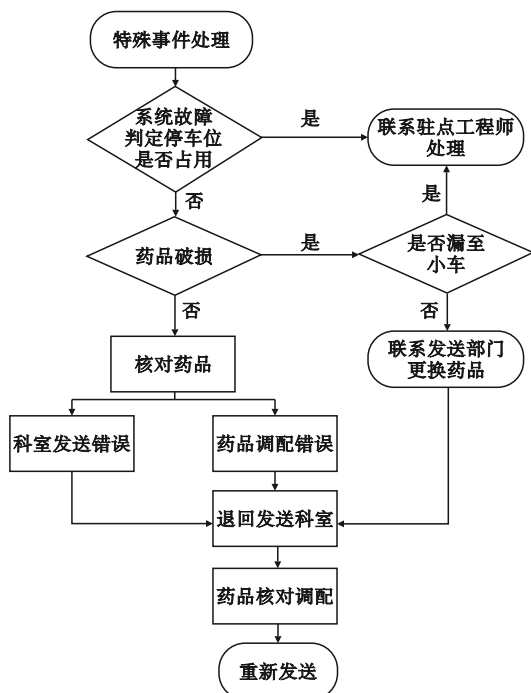 特殊事件处理
系统故障
判定停车位
是否占用
是
联系驻点工程师
处理
否
是
药品破损
是
是否漏至
小车
否
否
核对药品
联系发送部门
更换药品
科室发送错误
药品调配错误
退回发送科室
药品核对调配
重新发送